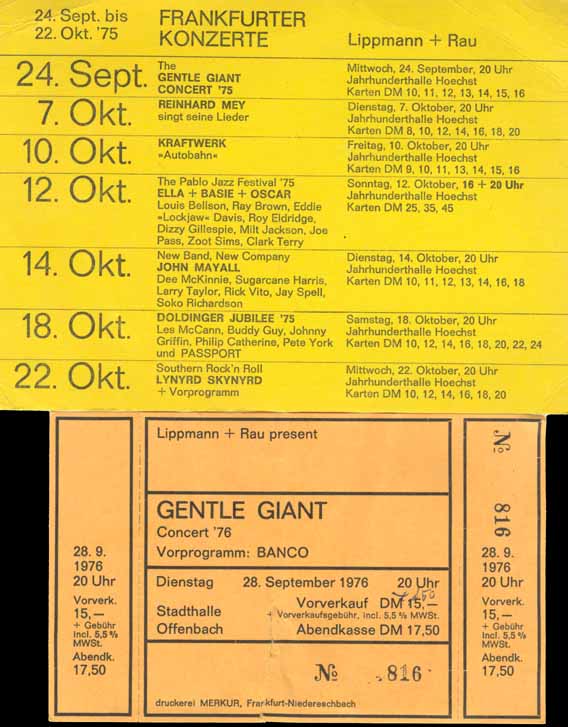 24. Sept. bis
22. Okt. '75
FRANKFURTER
KONZERTE
Lippmann + Rau
24. Sept.
The
GENTLE GIANT
CONCERT '75
Mittwoch, 24. September, 20 Uhr
Jahrhunderthalle Hoechst
Karten DM 10, 11, 12, 13, 14, 15, 16
7. Okt.
REINHARD MEY
singt seine Lieder
Dienstag, 7. Oktober, 20 Uhr
Jahrhunderthalle Hoechst
Karten DM 8, 10, 12, 14, 16, 18, 20
10. Okt.
KRAFTWERK
»Autobahn«
Freitag, 10. Oktober, 20 Uhr
Jahrhunderthalle Hoechst
Karten DM 9, 10, 11, 13, 14, 15, 16
12. Okt.
The Pablo Jazz Festival '75
ELLA + BASIE + OSCAR
Louis Bellson, Ray Brown, Eddie
»Lockjaw« Davis, Roy Eldridge,
Dizzy Gillespie, Milt Jackson, Joe
Pass, Zoot Sims, Clark Terry
Sonntag, 12. Oktober, 16 + 20 Uhr
Jahrhunderthalle Hoechst
Karten DM 25, 35, 45
14. Okt.
New Band, New Company
JOHN MAYALL
Dee McKinnie, Sugarcane Harris,
Larry Taylor, Rick Vito, Jay Spell,
Soko Richardson
Dienstag, 14. Oktober, 20 Uhr
Jahrhunderthalle Hoechst
Karten DM 10, 11, 12, 13, 14, 16, 18
18. Okt.
DOLDINGER JUBILEE '75
Les McCann, Buddy Guy, Johnny
Griffin, Philip Catherine, Pete York
und PASSPORT
Samstag, 18. Oktober, 20 Uhr
Jahrhunderthalle Hoechst
Karten DM 10, 12, 14, 16, 18, 20, 22, 24
22. Okt.
Southern Rock'n Roll
LYNYRD SKYNYRD
+ Vorprogramm
Mittwoch, 22. Oktober, 20 Uhr
Jahrhunderthalle Hoechst
Karten DM 10, 12, 14, 16, 18, 20
28. 9.
1976
20 Uhr
Vorverk.
15,—
+ Gebühr
incl. 5,5 %
MWSt.
Abendk.
17,50
Lippmann + Rau present
GENTLE GIANT
Concert '76
Vorprogramm: BANCO
Dienstag 28. September 1976 20 Uhr
Stadthalle
Offenbach
Vorverkauf DM 15,—
+ Vorverkaufsgebühr, incl. 5,5 % MWSt.
Abendkasse DM 17,50
№ 816
druckerei MERKUR, Frankfurt-Niedereschbach
№ 816
28. 9.
1976
20 Uhr
Vorverk.
15,—
+ Gebühr
incl. 5,5 %
MWSt.
Abendk.
17,50